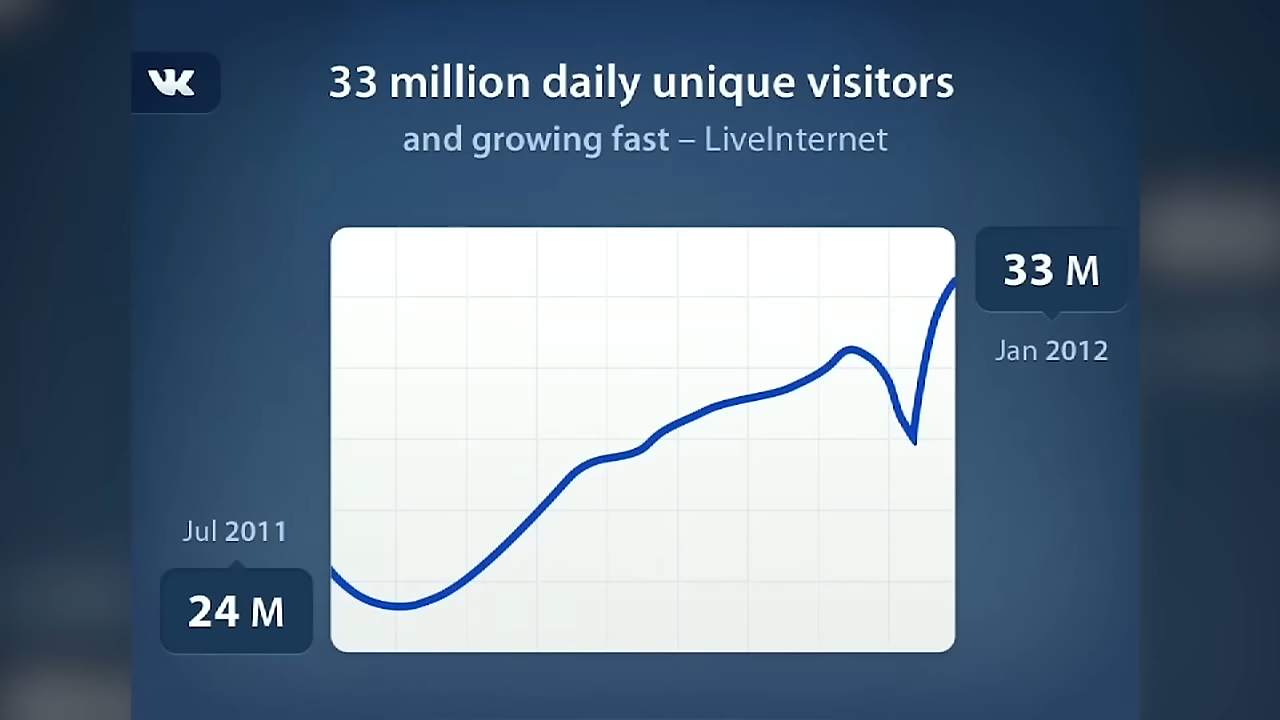 VK
33 million daily unique visitors
and growing fast – LiveInternet
33 M
Jan 2012
Jul 2011
24 M